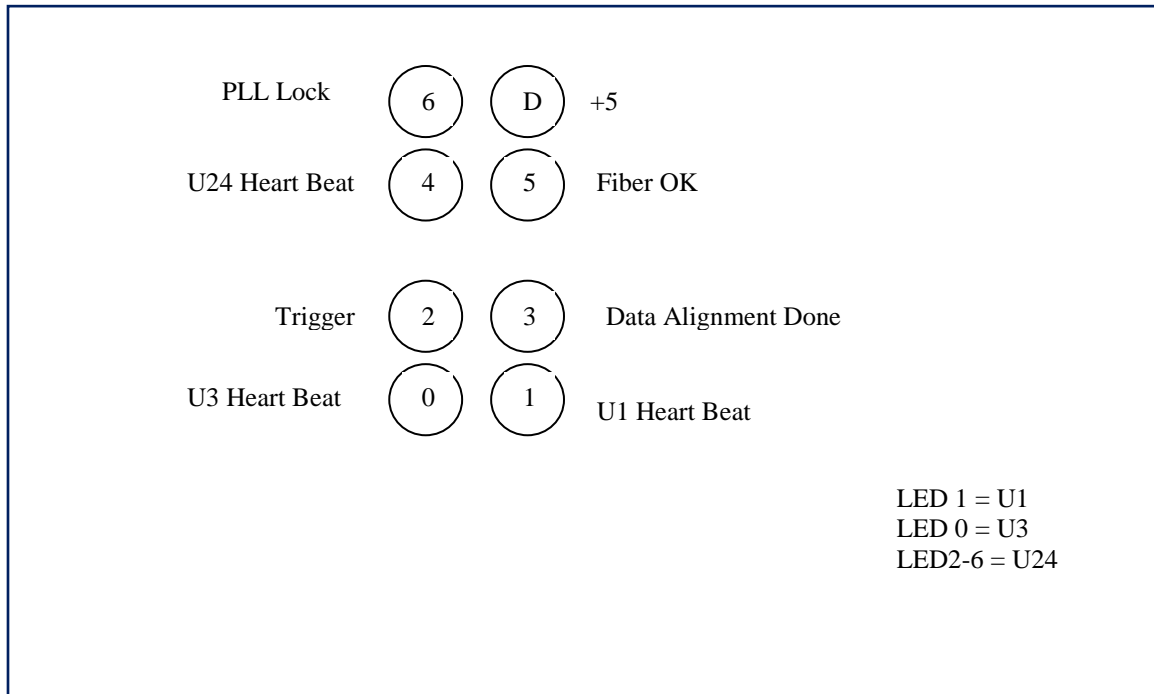 PLL Lock 6 D +5
U24 Heart Beat 4 5 Fiber OK
Trigger 2 3 Data Alignment Done
U3 Heart Beat 0 1 U1 Heart Beat
LED 1 = U1
LED 0 = U3
LED2-6 = U24